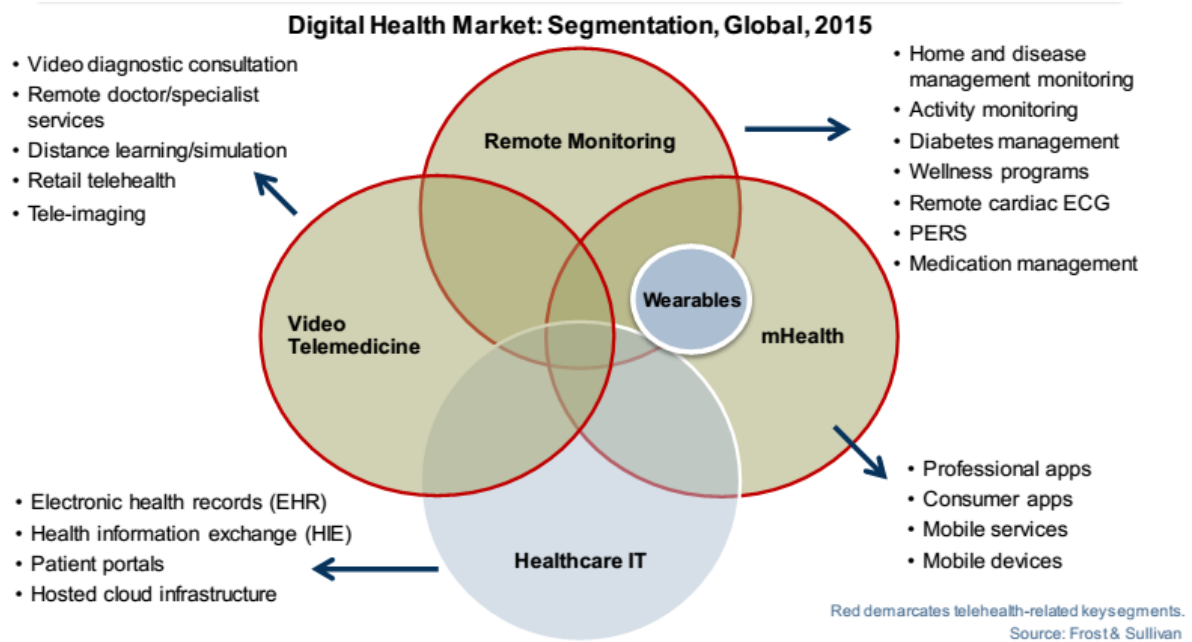 Digital Health Market: Segmentation, Global, 2015
• Video diagnostic consultation
• Remote doctor/specialist
services
• Distance learning/simulation
• Retail telehealth
• Tele-imaging
• Home and disease
management monitoring
• Activity monitoring
• Diabetes management
• Wellness programs
• Remote cardiac ECG
• PERS
• Medication management
Remote Monitoring
Wearables
Video
Telemedicine
mHealth
Healthcare IT
• Electronic health records (EHR)
• Health information exchange (HIE)
• Patient portals
• Hosted cloud infrastructure
• Professional apps
• Consumer apps
• Mobile services
• Mobile devices
Red demarcates telehealth-related key segments.
Source: Frost & Sullivan